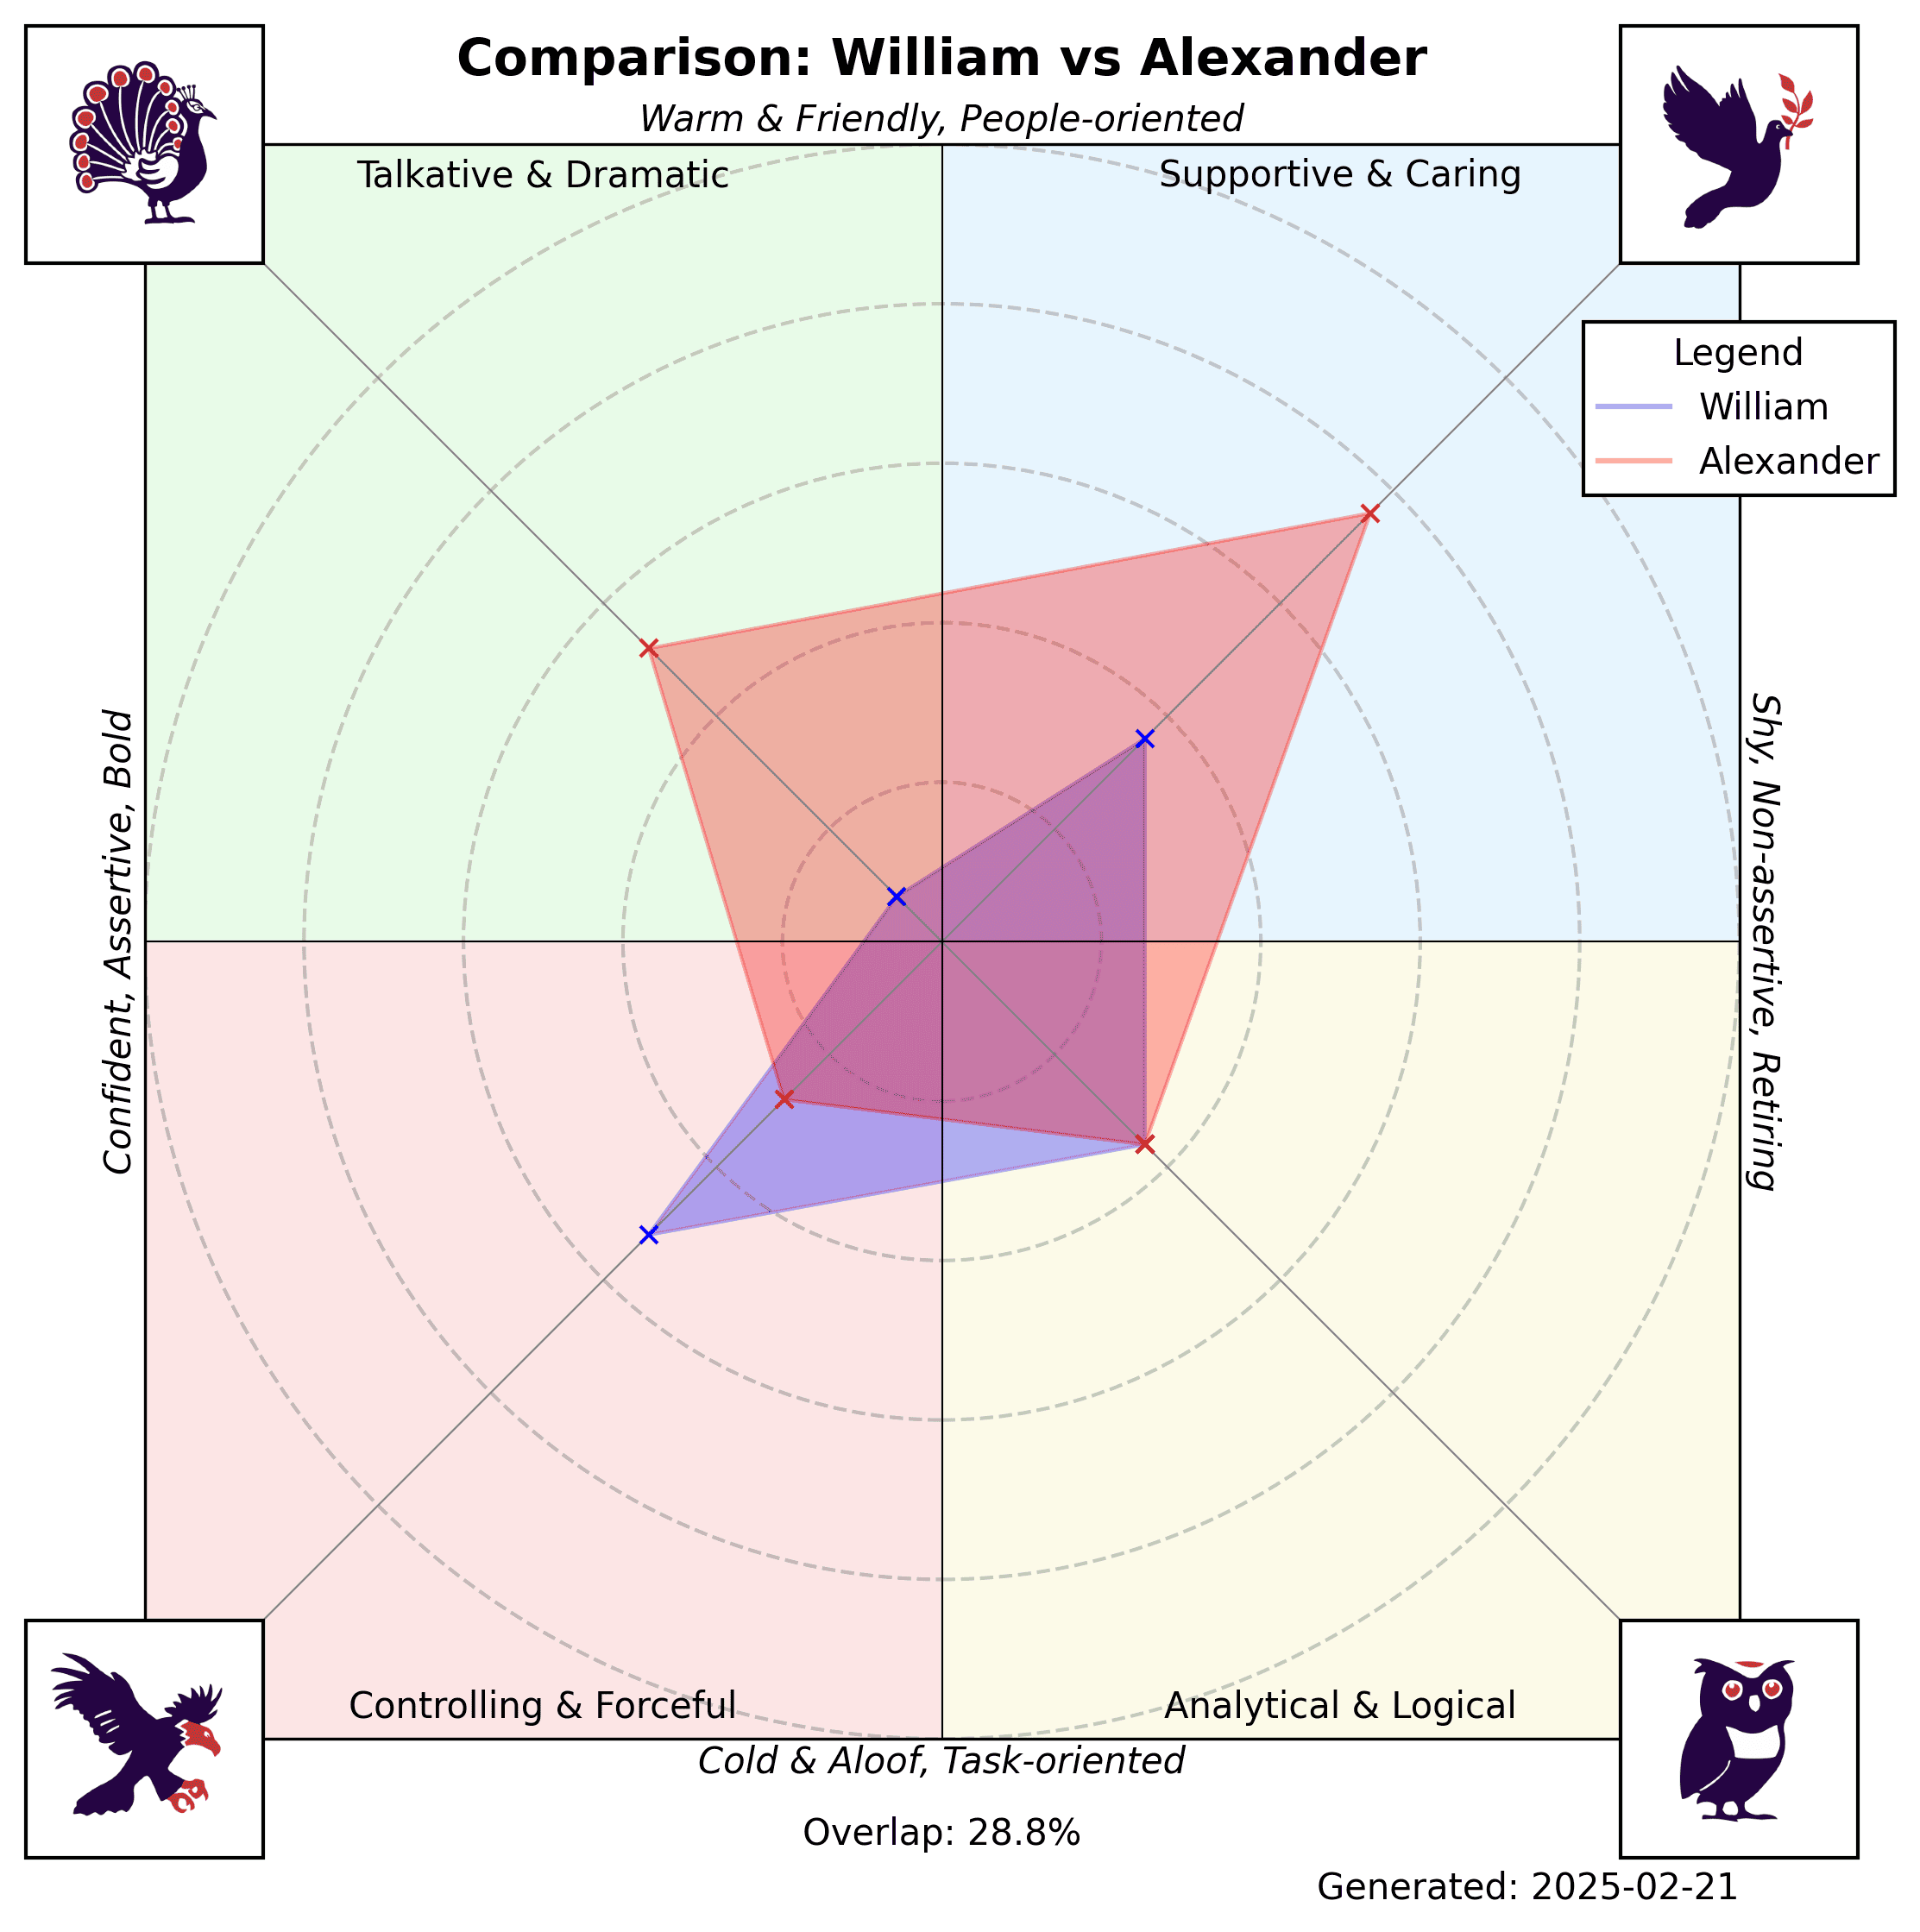 Comparison: William vs Alexander
Warm & Friendly, People-oriented
Talkative & Dramatic
Supportive & Caring
Legend
William
Alexander
Confident, Assertive, Bold
Shy, Non-assertive, Retiring
Controlling & Forceful
Analytical & Logical
Cold & Aloof, Task-oriented
Overlap: 28.8%
Generated: 2025-02-21